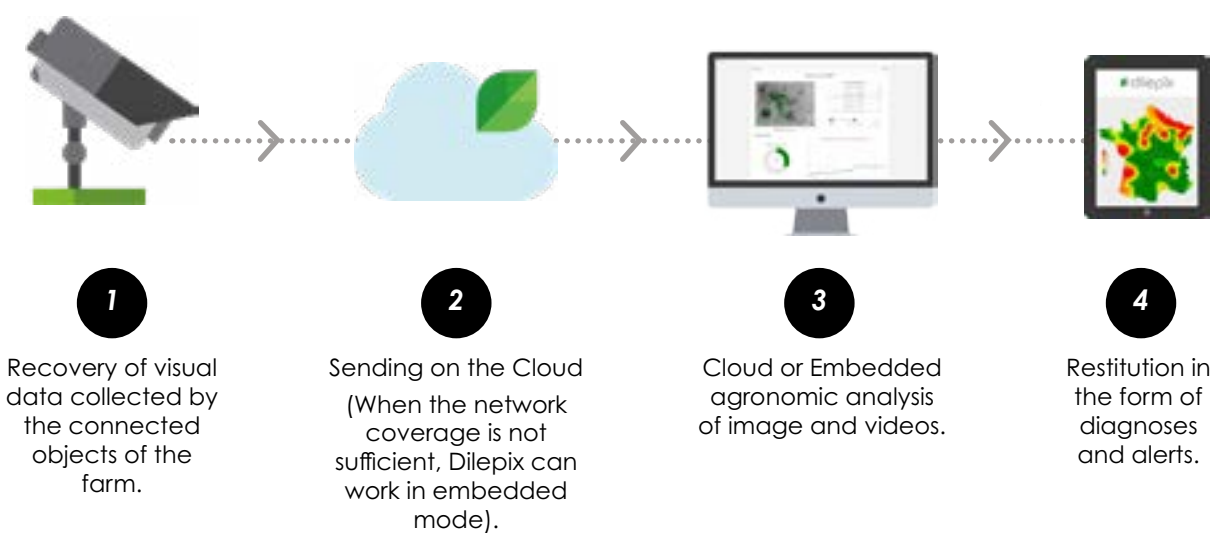 dilepix
1
2
3
4
Recovery of visual
data collected by
the connected
objects of the
farm.
Sending on the Cloud
(When the network
coverage is not
sufficient, Dilepix can
work in embedded
mode).
Cloud or Embedded
agronomic analysis
of image and videos.
Restitution in
the form of
diagnoses
and alerts.